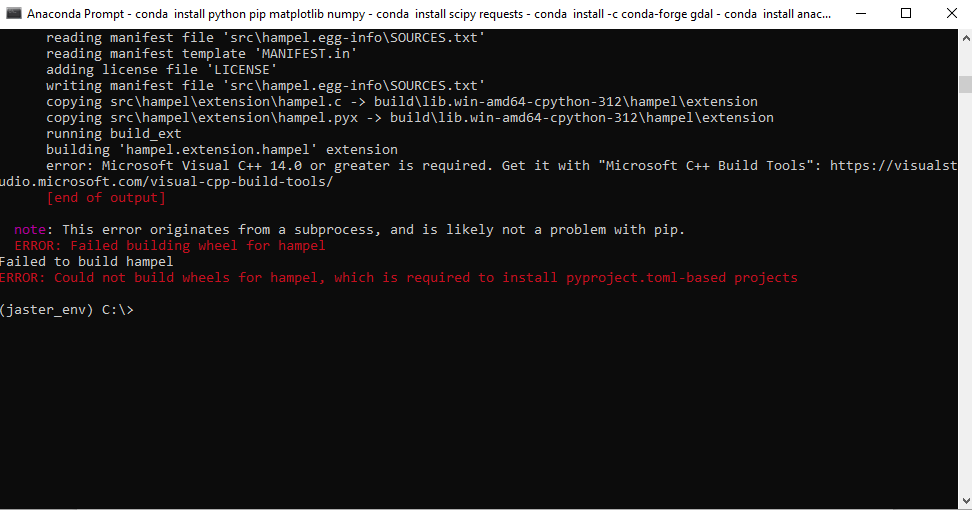 Anaconda Prompt - conda install python pip matplotlib numpy - conda install scipy requests - conda install -c conda-forge gdal - conda install anac...
reading manifest file 'src\hampel.egg-info\SOURCES.txt'
reading manifest template 'MANIFEST.in'
adding license file 'LICENSE'
writing manifest file 'src\hampel.egg-info\SOURCES.txt'
copying src\hampel\extension\hampel.c -> build\lib.win-amd64-cpython-312\hampel\extension
copying src\hampel\extension\hampel.pyx -> build\lib.win-amd64-cpython-312\hampel\extension
running build_ext
building 'hampel.extension.hampel' extension
error: Microsoft Visual C++ 14.0 or greater is required. Get it with "Microsoft C++ Build Tools": https://visualst
udio.microsoft.com/visual-cpp-build-tools/
[end of output]
note: This error originates from a subprocess, and is likely not a problem with pip.
ERROR: Failed building wheel for hampel
Failed to build hampel
ERROR: Could not build wheels for hampel, which is required to install pyproject.toml-based projects
(jaster_env) C:\>